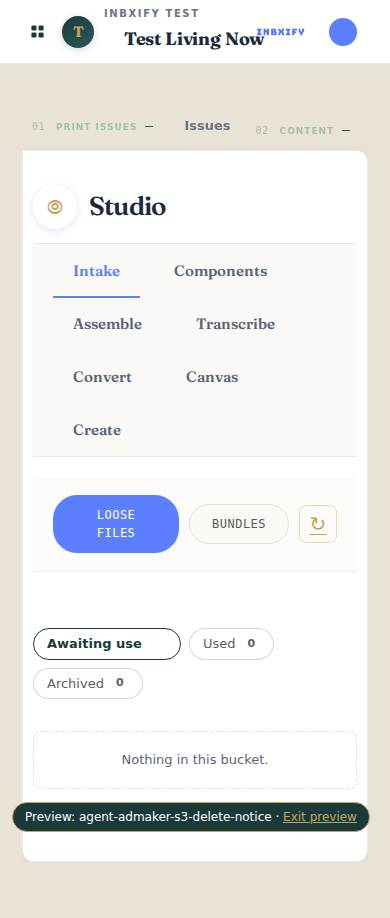 INBXIFY TEST
T
Test Living Now
INBXIFY
01 PRINT ISSUES —
Issues
02 CONTENT —
Studio
Intake
Components
Assemble
Transcribe
Convert
Canvas
Create
LOOSE
FILES
BUNDLES
↻
Awaiting use
Used 0
Archived 0
Nothing in this bucket.
Preview: agent-admaker-s3-delete-notice · Exit preview